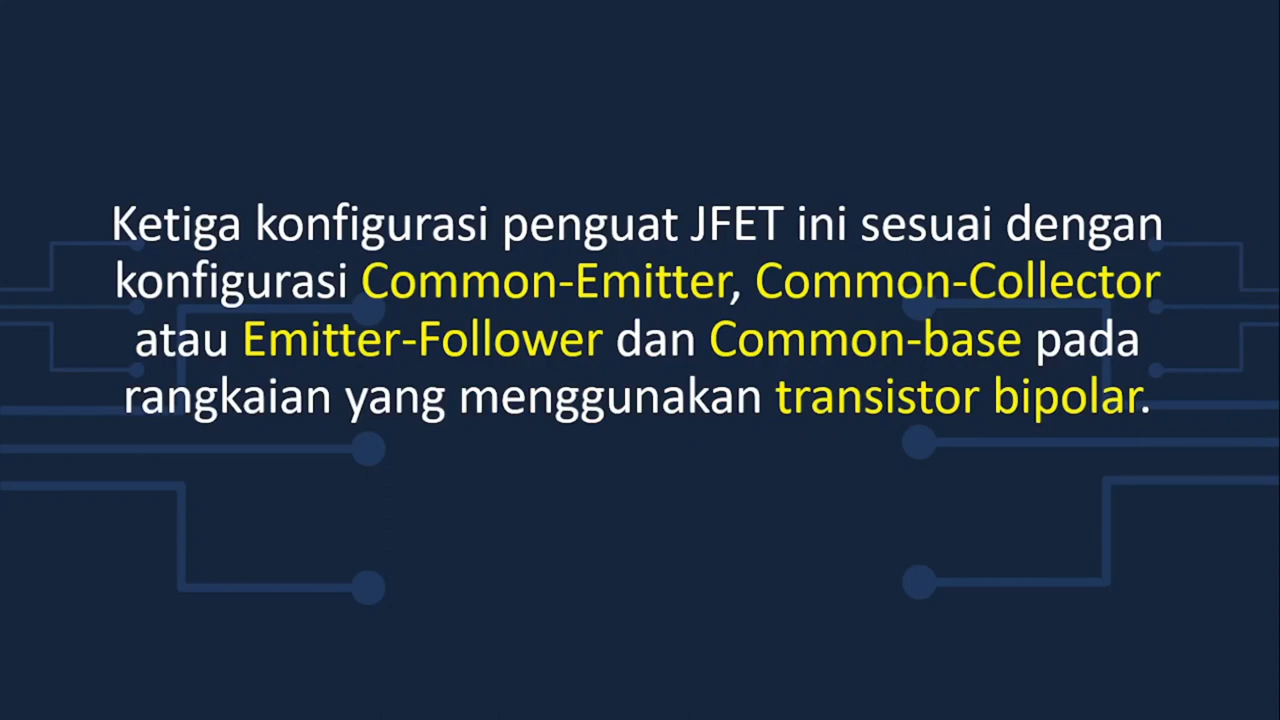 Ketiga konfigurasi penguat JFET ini sesuai dengan
konfigurasi Common-Emitter, Common-Collector
atau Emitter-Follower dan Common-base pada
rangkaian yang menggunakan transistor bipolar.